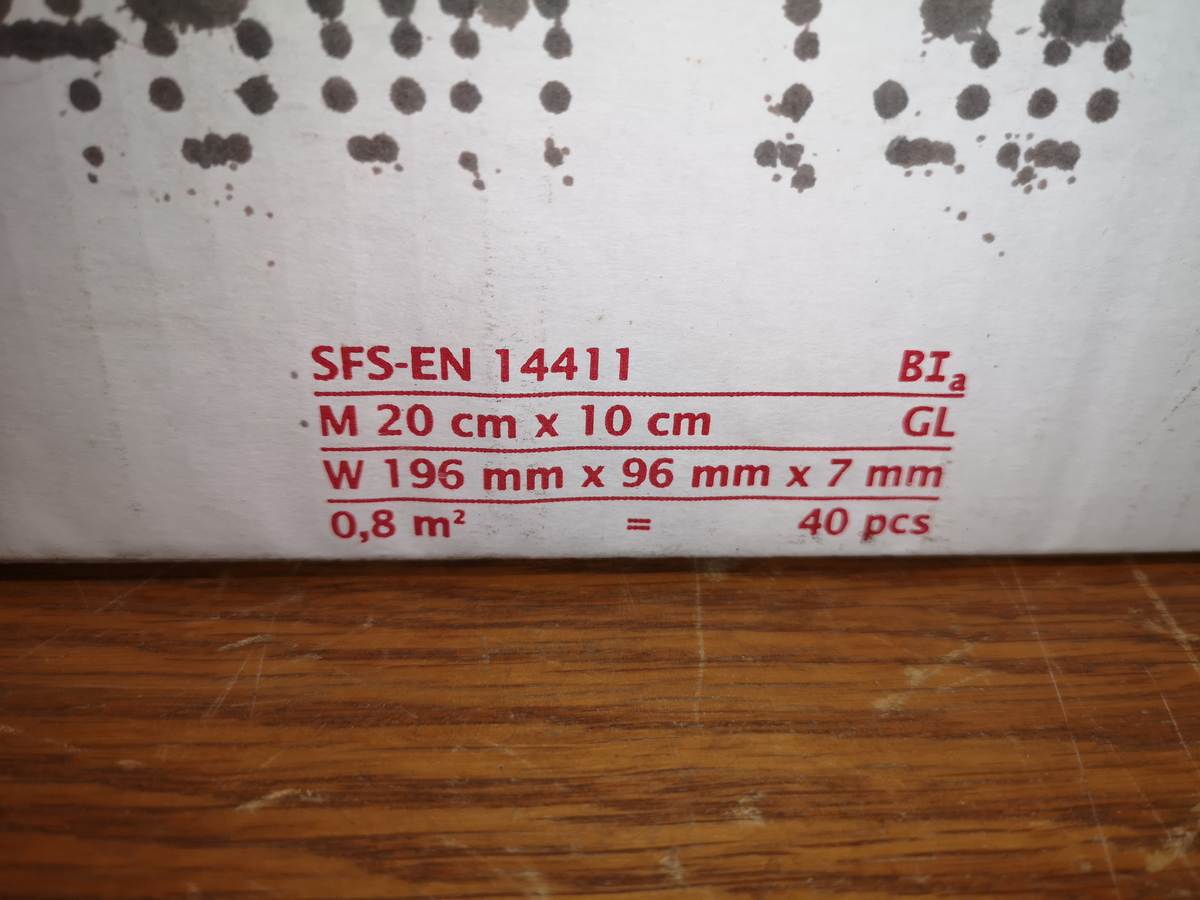 SFS-EN 14411 BIa
M 20 cm x 10 cm GL
W 196 mm x 96 mm x 7 mm
0,8 m² = 40 pcs